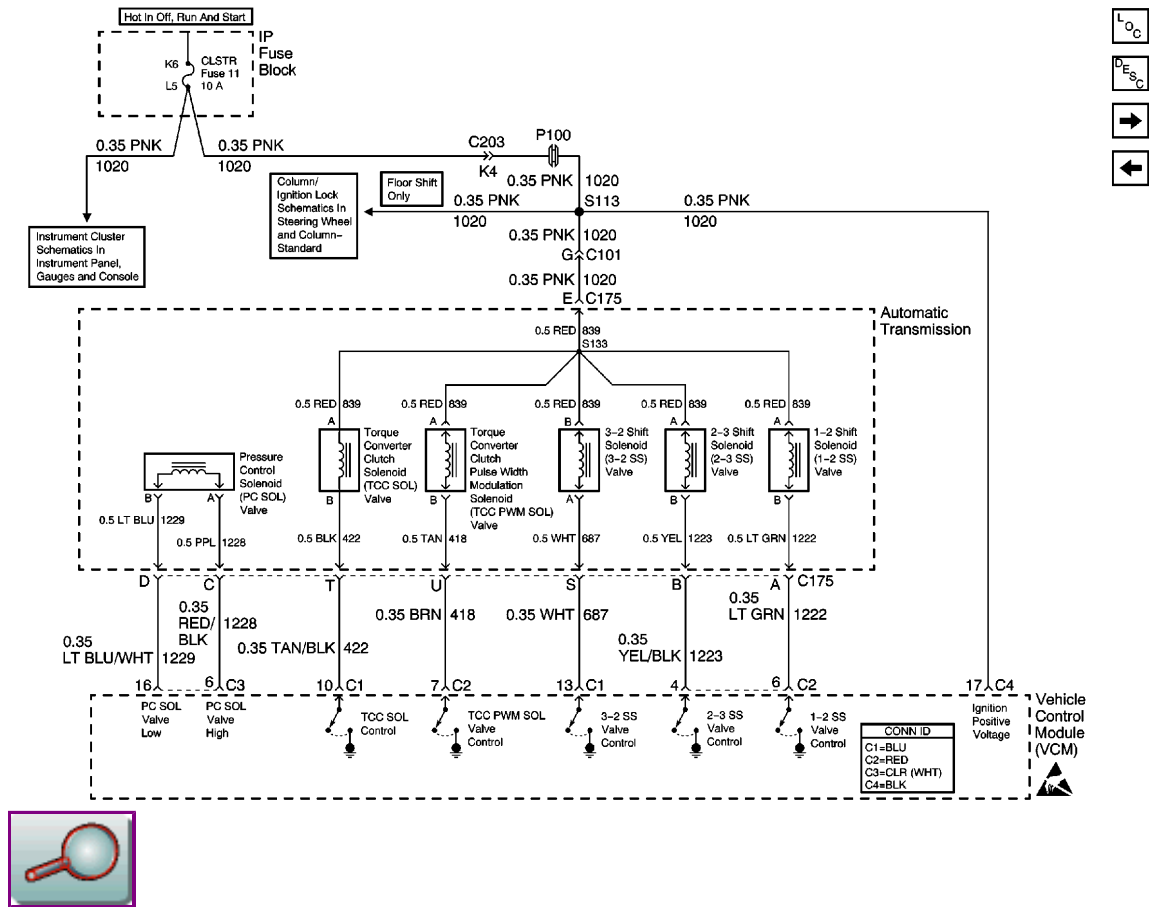 Hot In Off, Run And Start
IP
Fuse
Block
K6
CLSTR
Fuse 11
10 A
L5
L
O
C
D
E
S
C
0.35 PNK
1020
0.35 PNK
1020
C203
K4
P100
0.35 PNK 1020
S113
Column/
Ignition Lock
Schematics In
Steering Wheel
and Column–
Standard
Floor Shift
Only
0.35 PNK
1020
0.35 PNK
1020
Instrument Cluster
Schematics In
Instrument Panel,
Gauges and Console
0.35 PNK 1020
G C101
0.35 PNK 1020
E C175
Automatic
Transmission
0.5 RED 839
S133
0.5 RED 839
0.5 RED 839
0.5 RED 839
0.5 RED 839
0.5 RED 839
A
A
B
A
A
Pressure
Control
Solenoid
(PC SOL)
Valve
Torque
Converter
Clutch
Solenoid
(TCC SOL)
Valve
Torque
Converter
Clutch
Pulse Width
Modulation
Solenoid
(TCC PWM SOL)
Valve
3–2 Shift
Solenoid
(3–2 SS)
Valve
2–3 Shift
Solenoid
(2–3 SS)
Valve
1–2 Shift
Solenoid
(1–2 SS)
Valve
B
A
B
B
A
B
B
0.5 LT BLU 1229
0.5 PPL 1228
0.5 BLK 422
0.5 TAN 418
0.5 WHT 687
0.5 YEL 1223
0.5 LT GRN 1222
D
C
T
U
S
B
A
C175
0.35
LT BLU/WHT 1229
0.35
RED/
BLK
1228
0.35 TAN/BLK 422
0.35 BRN 418
0.35 WHT 687
0.35
YEL/BLK 1223
0.35
LT GRN 1222
16
6 C3
10 C1
7 C2
13 C1
4
6 C2
17 C4
PC SOL
Valve
Low
PC SOL
Valve
High
TCC SOL
Control
TCC PWM SOL
Valve
Control
3–2 SS
Valve
Control
2–3 SS
Valve
Control
1–2 SS
Valve
Control
CONN ID
C1=BLU
C2=RED
C3=CLR (WHT)
C4=BLK
Ignition
Positive
Voltage
Vehicle
Control
Module
(VCM)